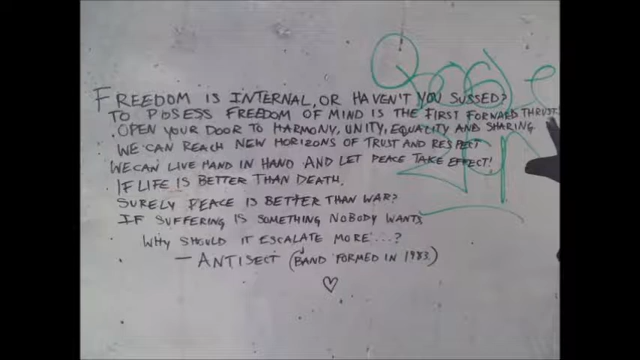 FREEDOM IS INTERNAL, OR HAVEN'T YOU SUSSED?
TO POSESS FREEDOM OF MIND IS THE FIRST FORWARD THRUST.
OPEN YOUR DOOR TO HARMONY, UNITY, EQUALITY AND SHARING
WE CAN REACH NEW HORIZONS OF TRUST AND RESPECT
WE CAN LIVE HAND IN HAND AND LET PEACE TAKE EFFECT!
IF LIFE IS BETTER THAN DEATH.
SURELY PEACE IS BETTER THAN WAR?
IF SUFFERING IS SOMETHING NOBODY WANTS
WHY SHOULD IT ESCALATE MORE...?
— ANTISECT (BAND FORMED IN 1983)
♡